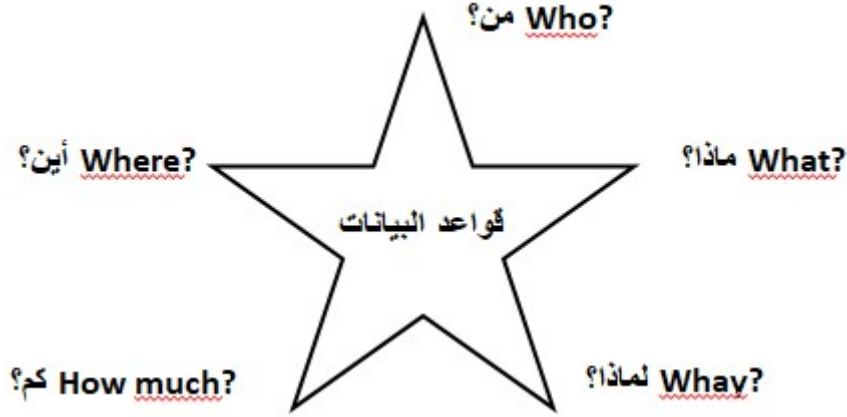 من؟ Who?
أين؟ Where?
ماذا؟ What?
قواعد البيانات
كم؟ How much?
لماذا؟ Whay?